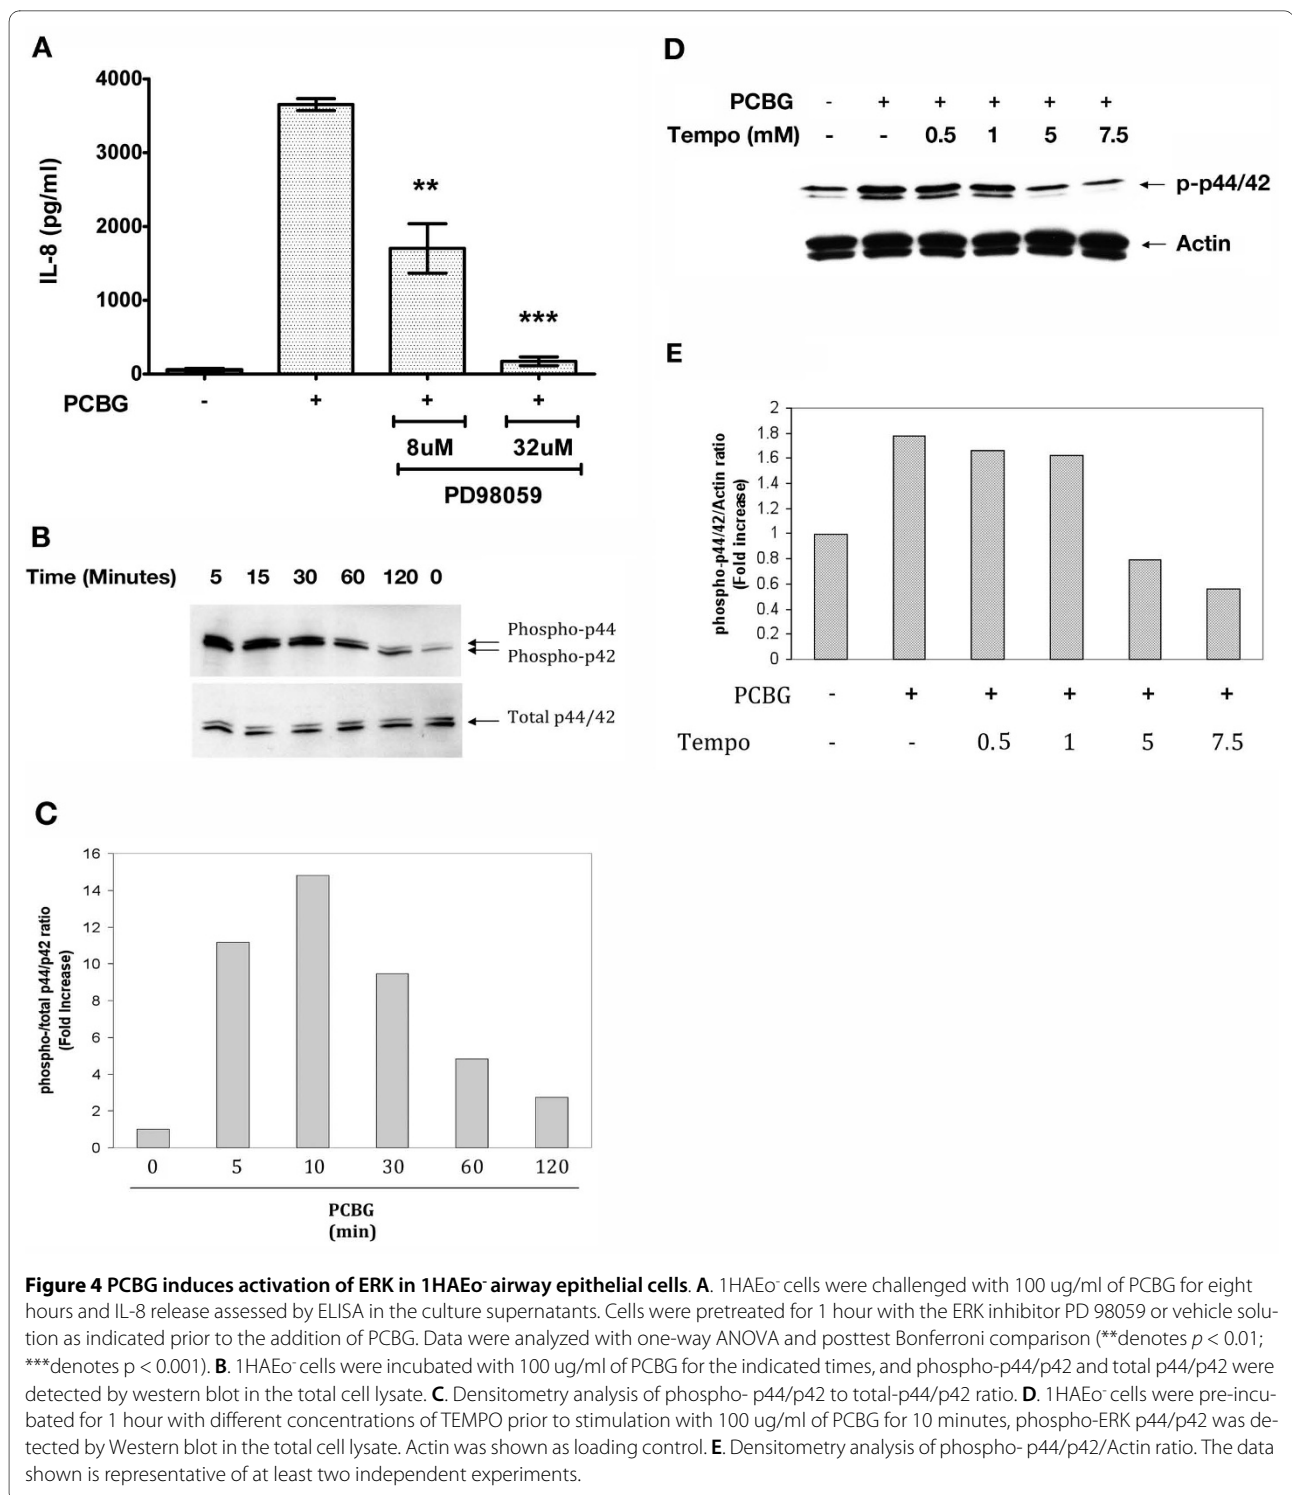 A
4000
3000
2000
1000
0
IL-8 (pg/ml)
**
***
PCBG - + + +
8uM 32uM
PD98059
B
Time (Minutes) 5 15 30 60 120 0
Phospho-p44
Phospho-p42
Total p44/42
C
16
14
12
10
8
6
4
2
0
phospho-/total p44/p42 ratio
(Fold Increase)
0 5 10 30 60 120
PCBG
(min)
D
PCBG - + + + + +
Tempo (mM) - - 0.5 1 5 7.5
p-p44/42
Actin
E
2
1.8
1.6
1.4
1.2
1
0.8
0.6
0.4
0.2
0
phospho-p44/42/Actin ratio
(Fold increase)
PCBG - + + + + +
Tempo - - 0.5 1 5 7.5
Figure 4 PCBG induces activation of ERK in 1HAEo- airway epithelial cells. A. 1HAEo- cells were challenged with 100 ug/ml of PCBG for eight
hours and IL-8 release assessed by ELISA in the culture supernatants. Cells were pretreated for 1 hour with the ERK inhibitor PD 98059 or vehicle solu-
tion as indicated prior to the addition of PCBG. Data were analyzed with one-way ANOVA and posttest Bonferroni comparison (**denotes p < 0.01;
***denotes p < 0.001). B. 1HAEo- cells were incubated with 100 ug/ml of PCBG for the indicated times, and phospho-p44/p42 and total p44/p42 were
detected by western blot in the total cell lysate. C. Densitometry analysis of phospho- p44/p42 to total-p44/p42 ratio. D. 1HAEo- cells were pre-incu-
bated for 1 hour with different concentrations of TEMPO prior to stimulation with 100 ug/ml of PCBG for 10 minutes, phospho-ERK p44/p42 was de-
tected by Western blot in the total cell lysate. Actin was shown as loading control. E. Densitometry analysis of phospho- p44/p42/Actin ratio. The data
shown is representative of at least two independent experiments.